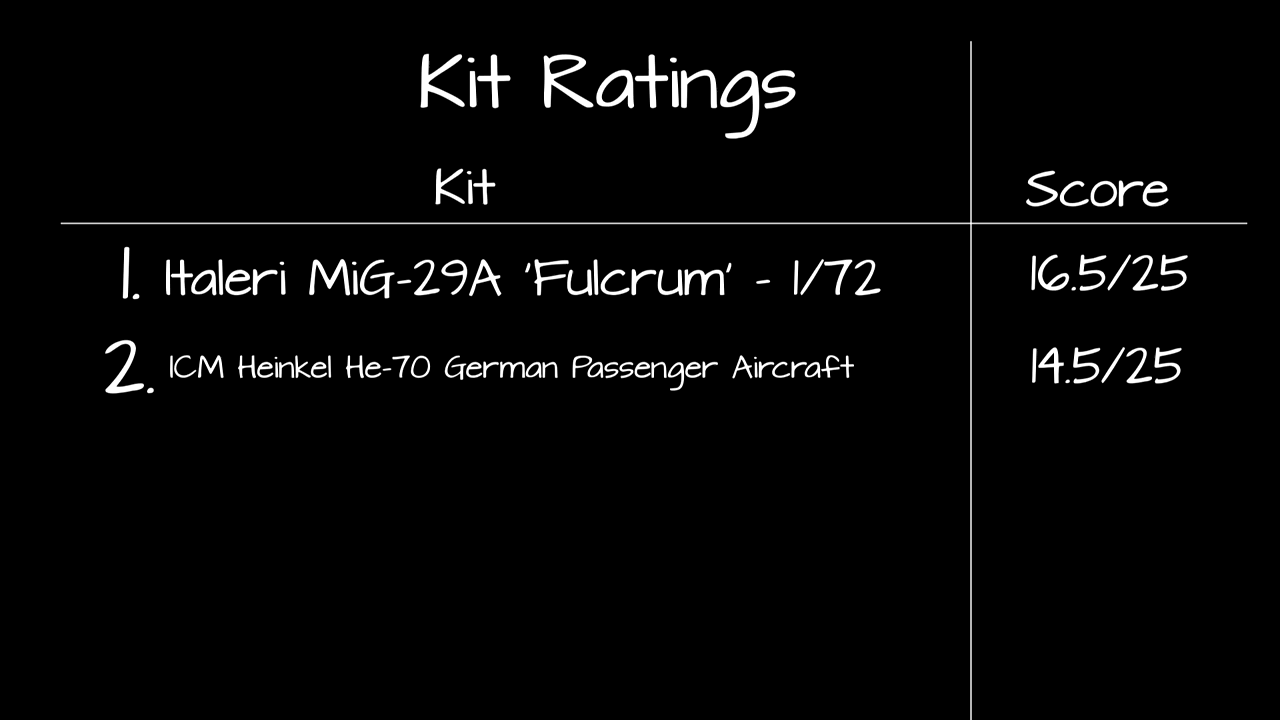 Kit Ratings
Kit Score
1. Italeri MiG-29A 'Fulcrum' - 1/72 16.5/25
2. ICM Heinkel He-70 German Passenger Aircraft 14.5/25